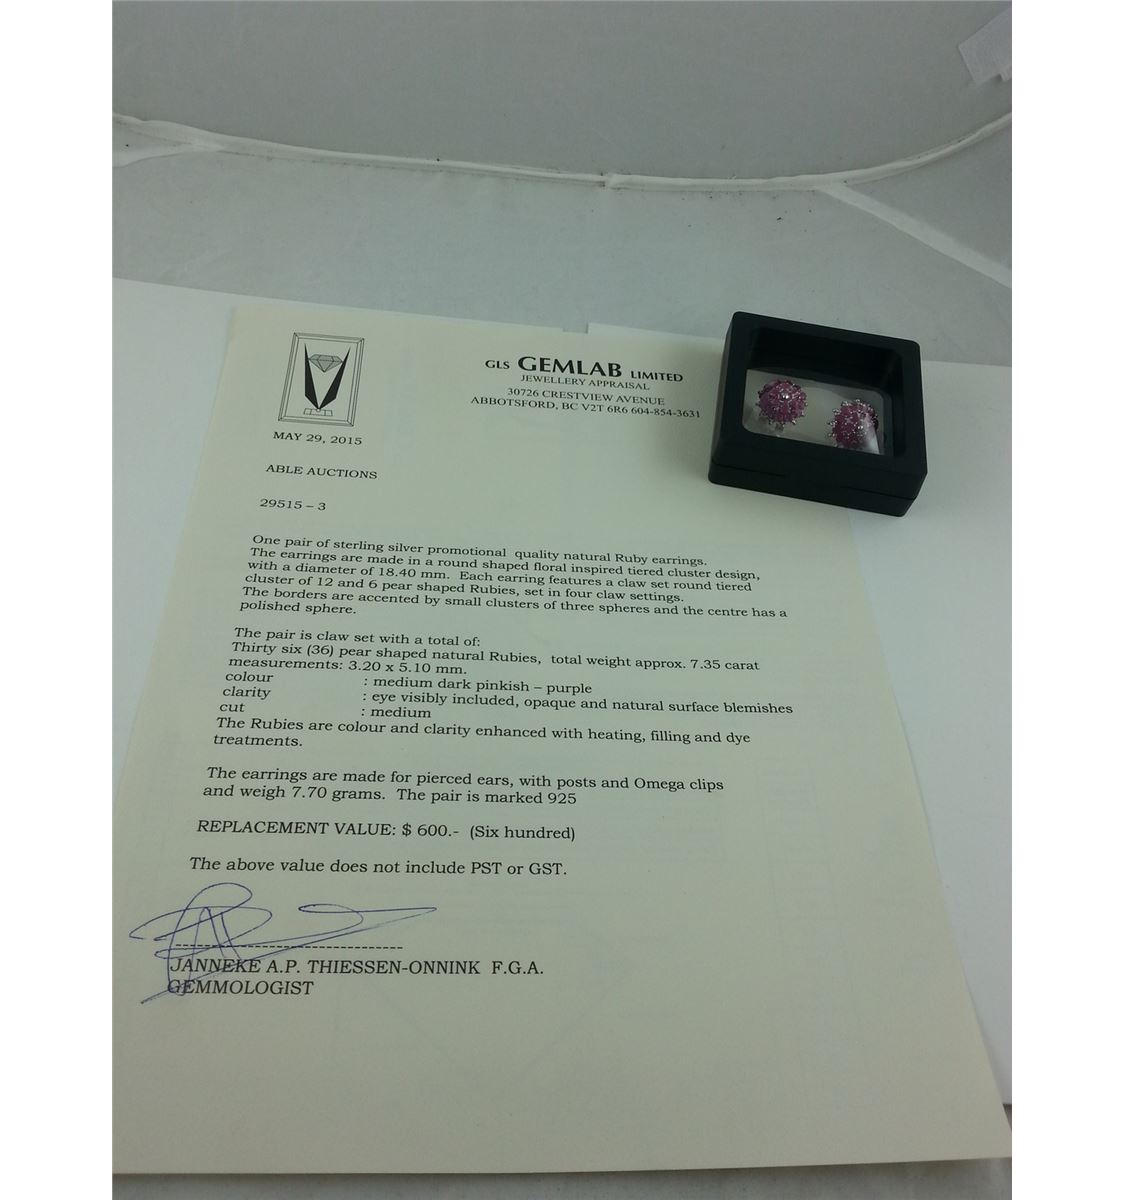 GLS GEMLAB LIMITED
JEWELLERY APPRAISAL
30726 CRESTVIEW AVENUE
ABBOTSFORD, BC V2T 6R6 604-854-3631
MAY 29, 2015
ABLE AUCTIONS
29515 – 3
One pair of sterling silver promotional quality natural Ruby earrings.
The earrings are made in a round shaped floral inspired tiered cluster design,
with a diameter of 18.40 mm. Each earring features a claw set round tiered
cluster of 12 and 6 pear shaped Rubies, set in four claw settings.
The borders are accented by small clusters of three spheres and the centre has a
polished sphere.
The pair is claw set with a total of:
Thirty six (36) pear shaped natural Rubies, total weight approx. 7.35 carat
measurements: 3.20 x 5.10 mm.
colour : medium dark pinkish – purple
clarity : eye visibly included, opaque and natural surface blemishes
cut : medium
The Rubies are colour and clarity enhanced with heating, filling and dye
treatments.
The earrings are made for pierced ears, with posts and Omega clips
and weigh 7.70 grams. The pair is marked 925
REPLACEMENT VALUE: $ 600.- (Six hundred)
The above value does not include PST or GST.
JANNEKE A.P. THIESSEN-ONNINK F.G.A.
GEMMOLOGIST